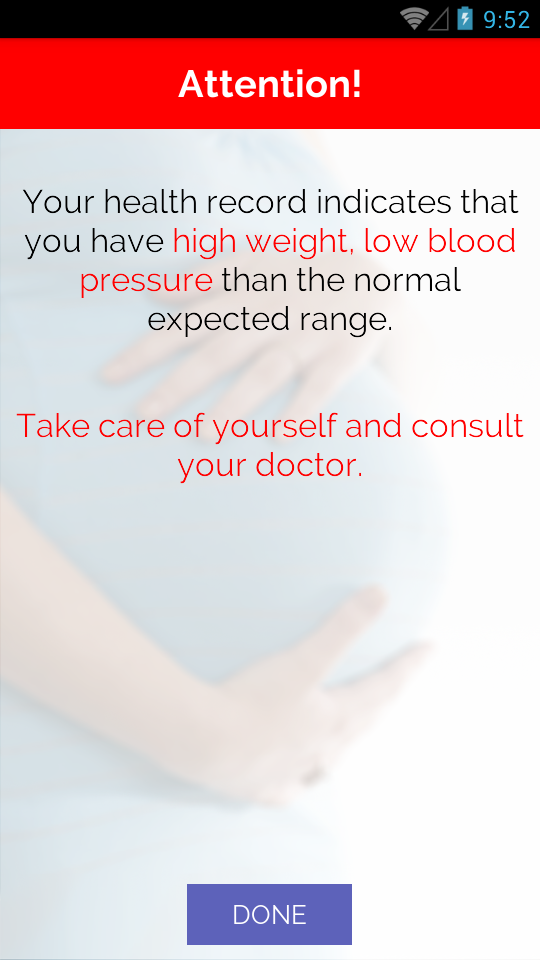 9:52
Attention!
Your health record indicates that
you have high weight, low blood
pressure than the normal
expected range.
Take care of yourself and consult
your doctor.
DONE